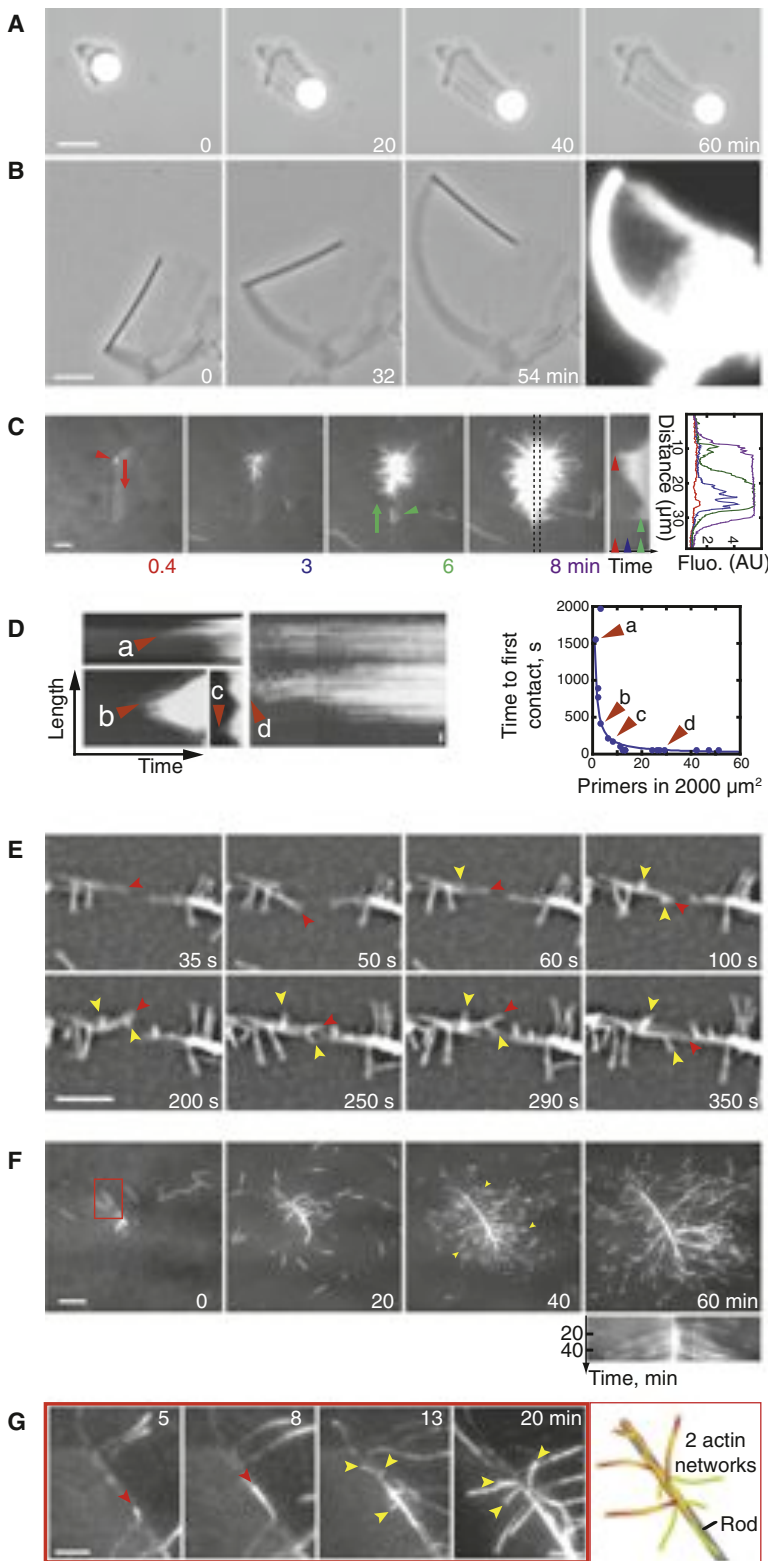 A
0
20
40
60 min
B
0
32
54 min
C
0.4
3
6
8 min
Time
Distance (µm)
10
20
30
2
4
Fluo. (AU)
D
Length
Time
a
b
c
d
Time to first
contact, s
2000
1500
1000
500
0
a
b
c
d
0
20
40
60
Primers in 2000 µm²
E
35 s
50 s
60 s
100 s
200 s
250 s
290 s
350 s
F
0
20
40
60 min
20
40
Time, min
G
5
8
13
20 min
2 actin
networks
Rod